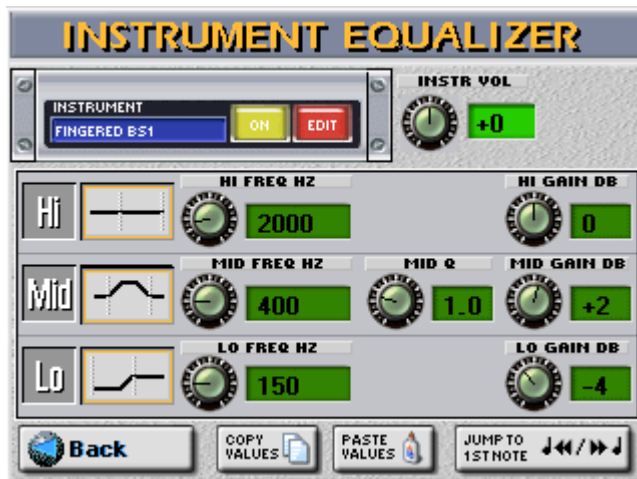 INSTRUMENT EQUALIZER
INSTRUMENT
FINGERED BS1
ON
EDIT
INSTR VOL
+0
Hi
HI FREQ HZ
2000
HI GAIN DB
0
Mid
MID FREQ HZ
400
MID Q
1.0
MID GAIN DB
+2
Lo
LO FREQ HZ
150
LO GAIN DB
-4
Back
COPY
VALUES
PASTE
VALUES
JUMP TO
1ST NOTE